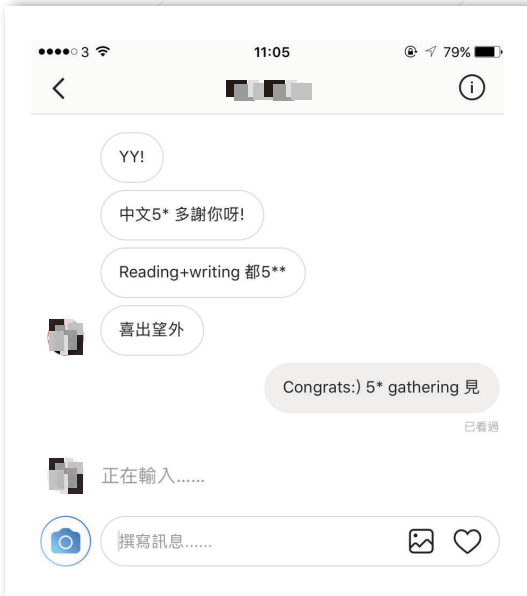 3
11:05
79%
YY!
中文5* 多謝你呀!
Reading+writing 都5**
喜出望外
Congrats:) 5* gathering 見
已看過
正在輸入......
撰寫訊息......